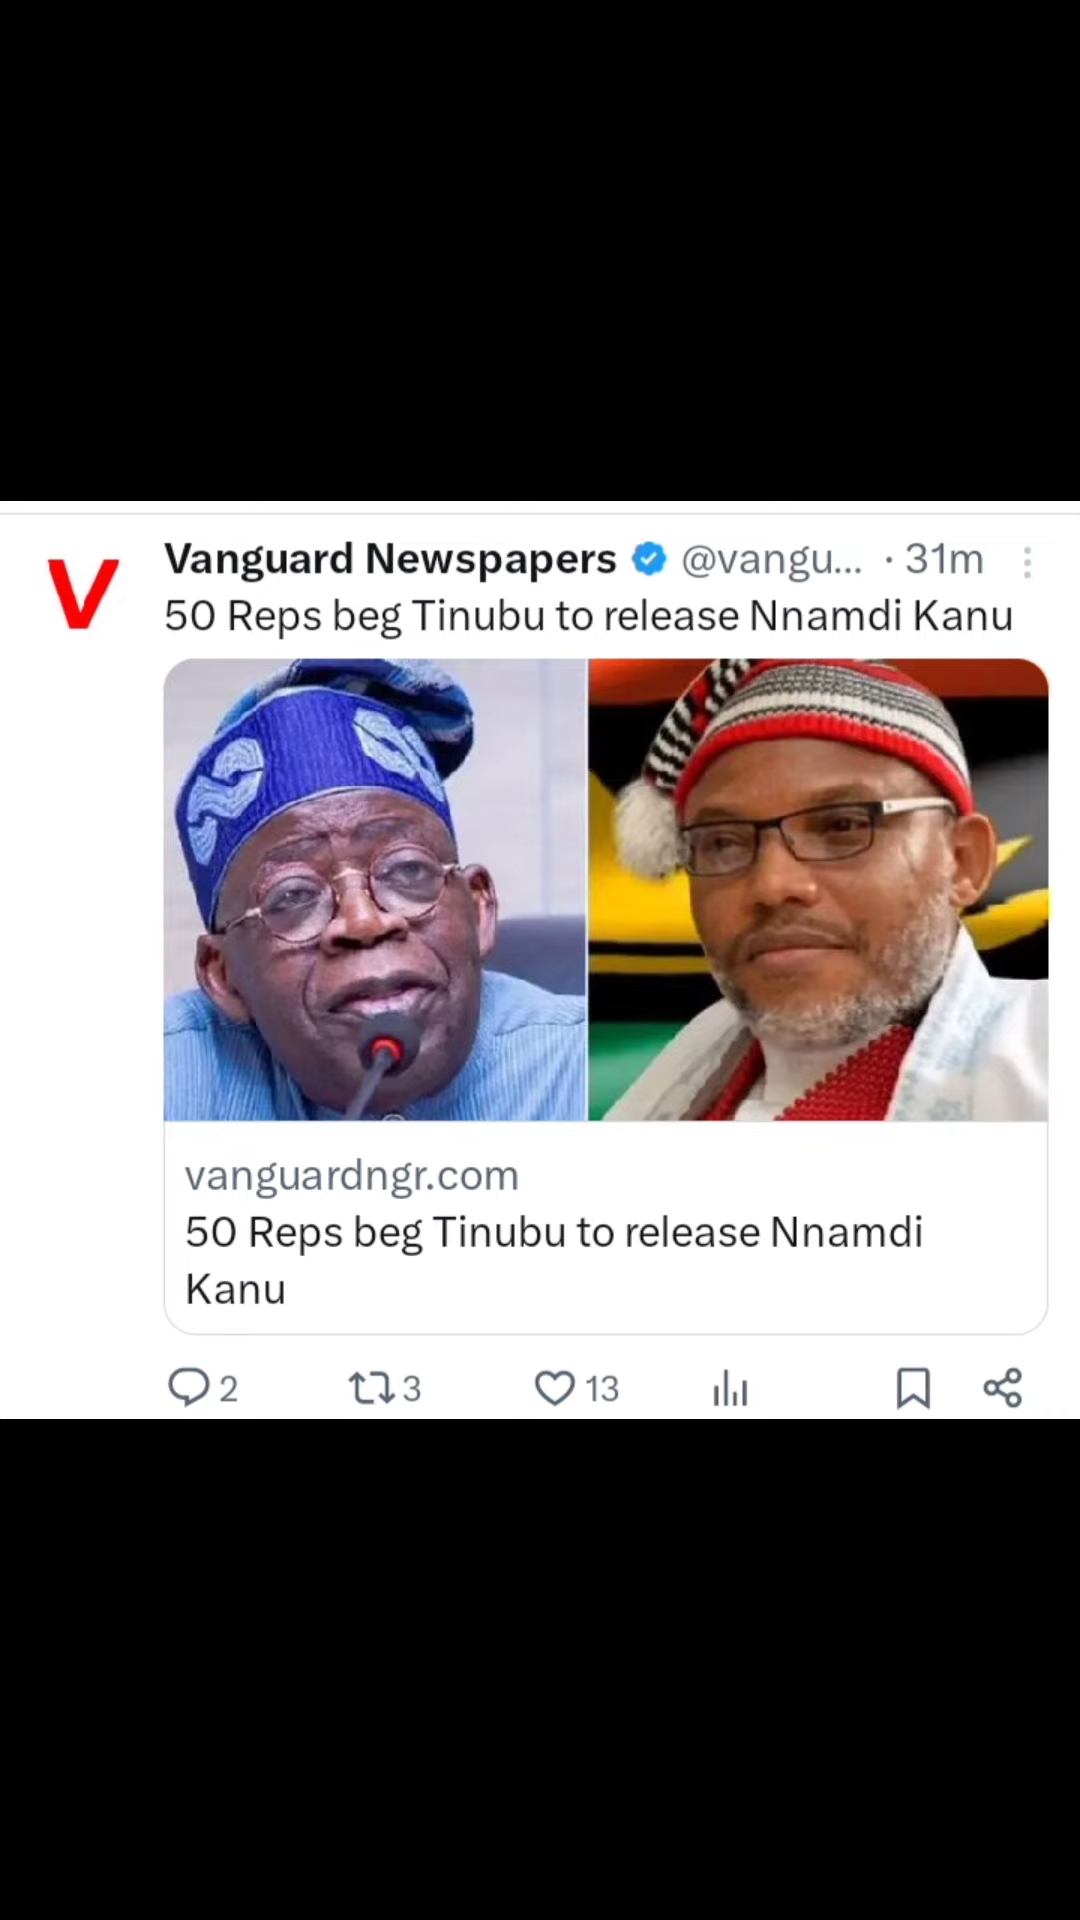 V
Vanguard Newspapers @vangu... · 31m
50 Reps beg Tinubu to release Nnamdi Kanu
vanguardngr.com
50 Reps beg Tinubu to release Nnamdi
Kanu
2 3 13